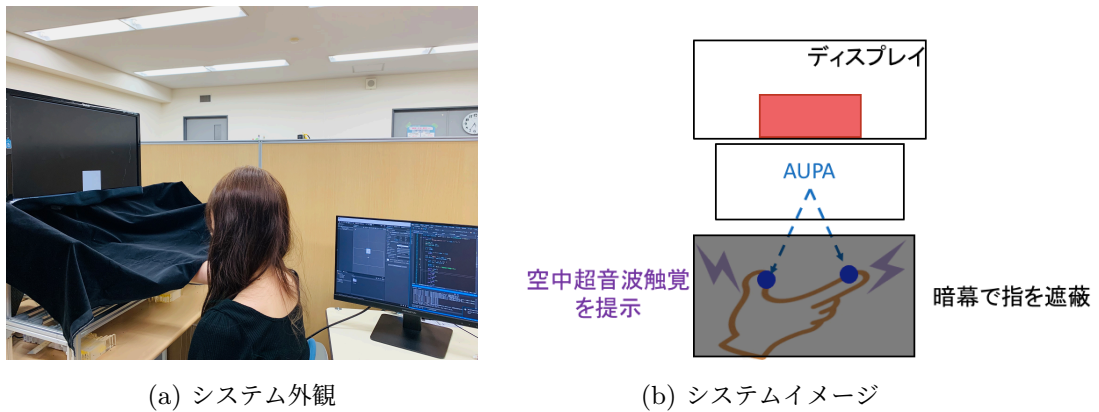 ディスプレイ
AUPA
空中超音波触覚
を提示
暗幕で指を遮蔽
(a) システム外観
(b) システムイメージ